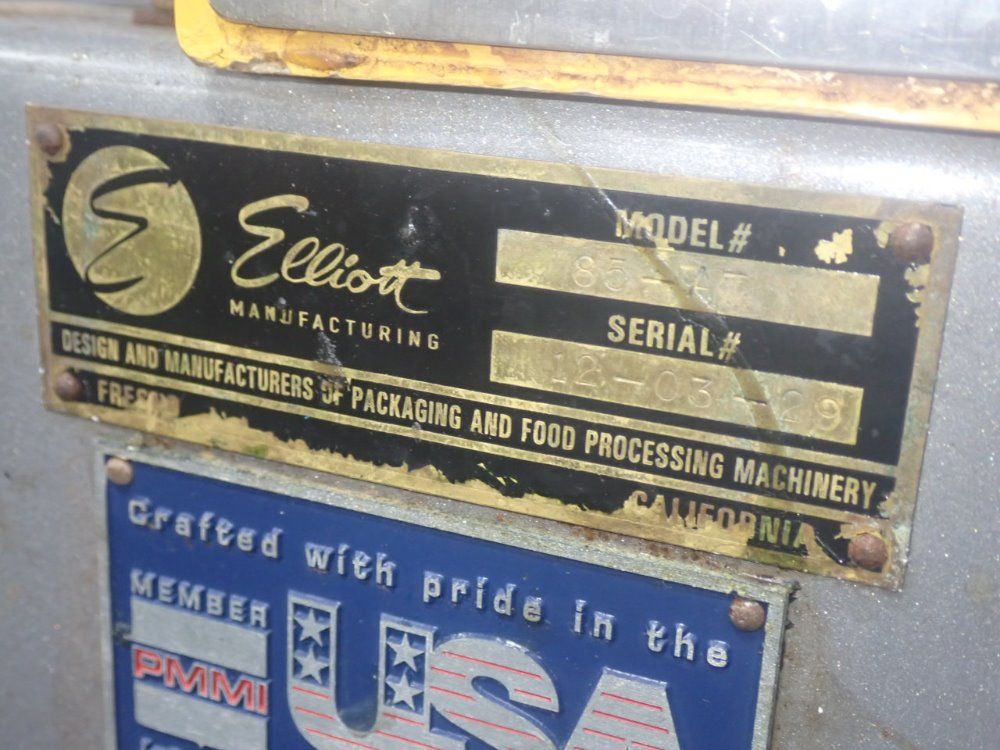 Elliott
MANUFACTURING
MODEL#
SERIAL#
12-03-29
DESIGN AND MANUFACTURERS OF PACKAGING AND FOOD PROCESSING MACHINERY
FRESNO
CALIFORNIA
Crafted with pride in the
USA
MEMBER
PMMI